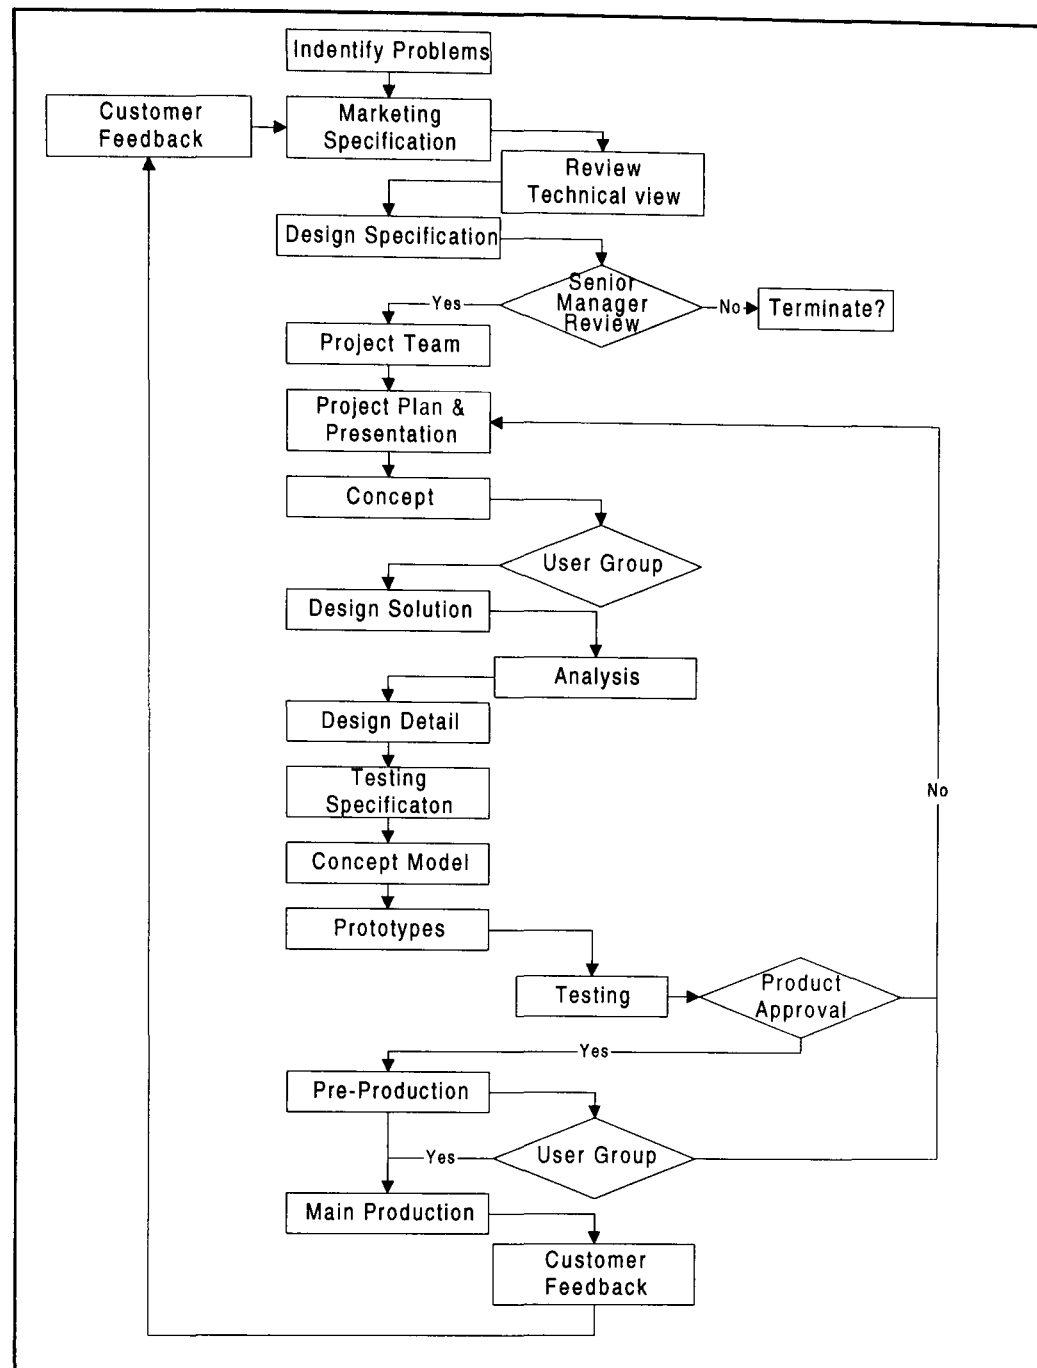 Indentify Problems
Customer
Feedback
Marketing
Specification
Review
Technical view
Design Specification
Senior
Manager
Review
Yes
No
Terminate?
Project Team
Project Plan &
Presentation
Concept
User Group
Design Solution
Analysis
Design Detail
Testing
Specificaton
No
Concept Model
Prototypes
Testing
Product
Approval
Yes
Pre-Production
Yes
User Group
Main Production
Customer
Feedback